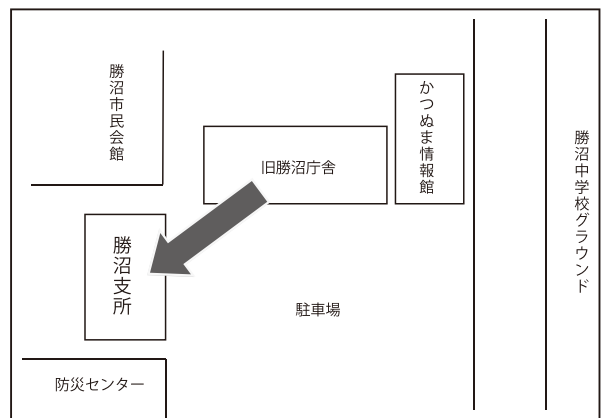 勝沼市民会館
かつぬま情報館
旧勝沼庁舎
勝沼中学校グラウンド
勝沼支所
駐車場
防災センター